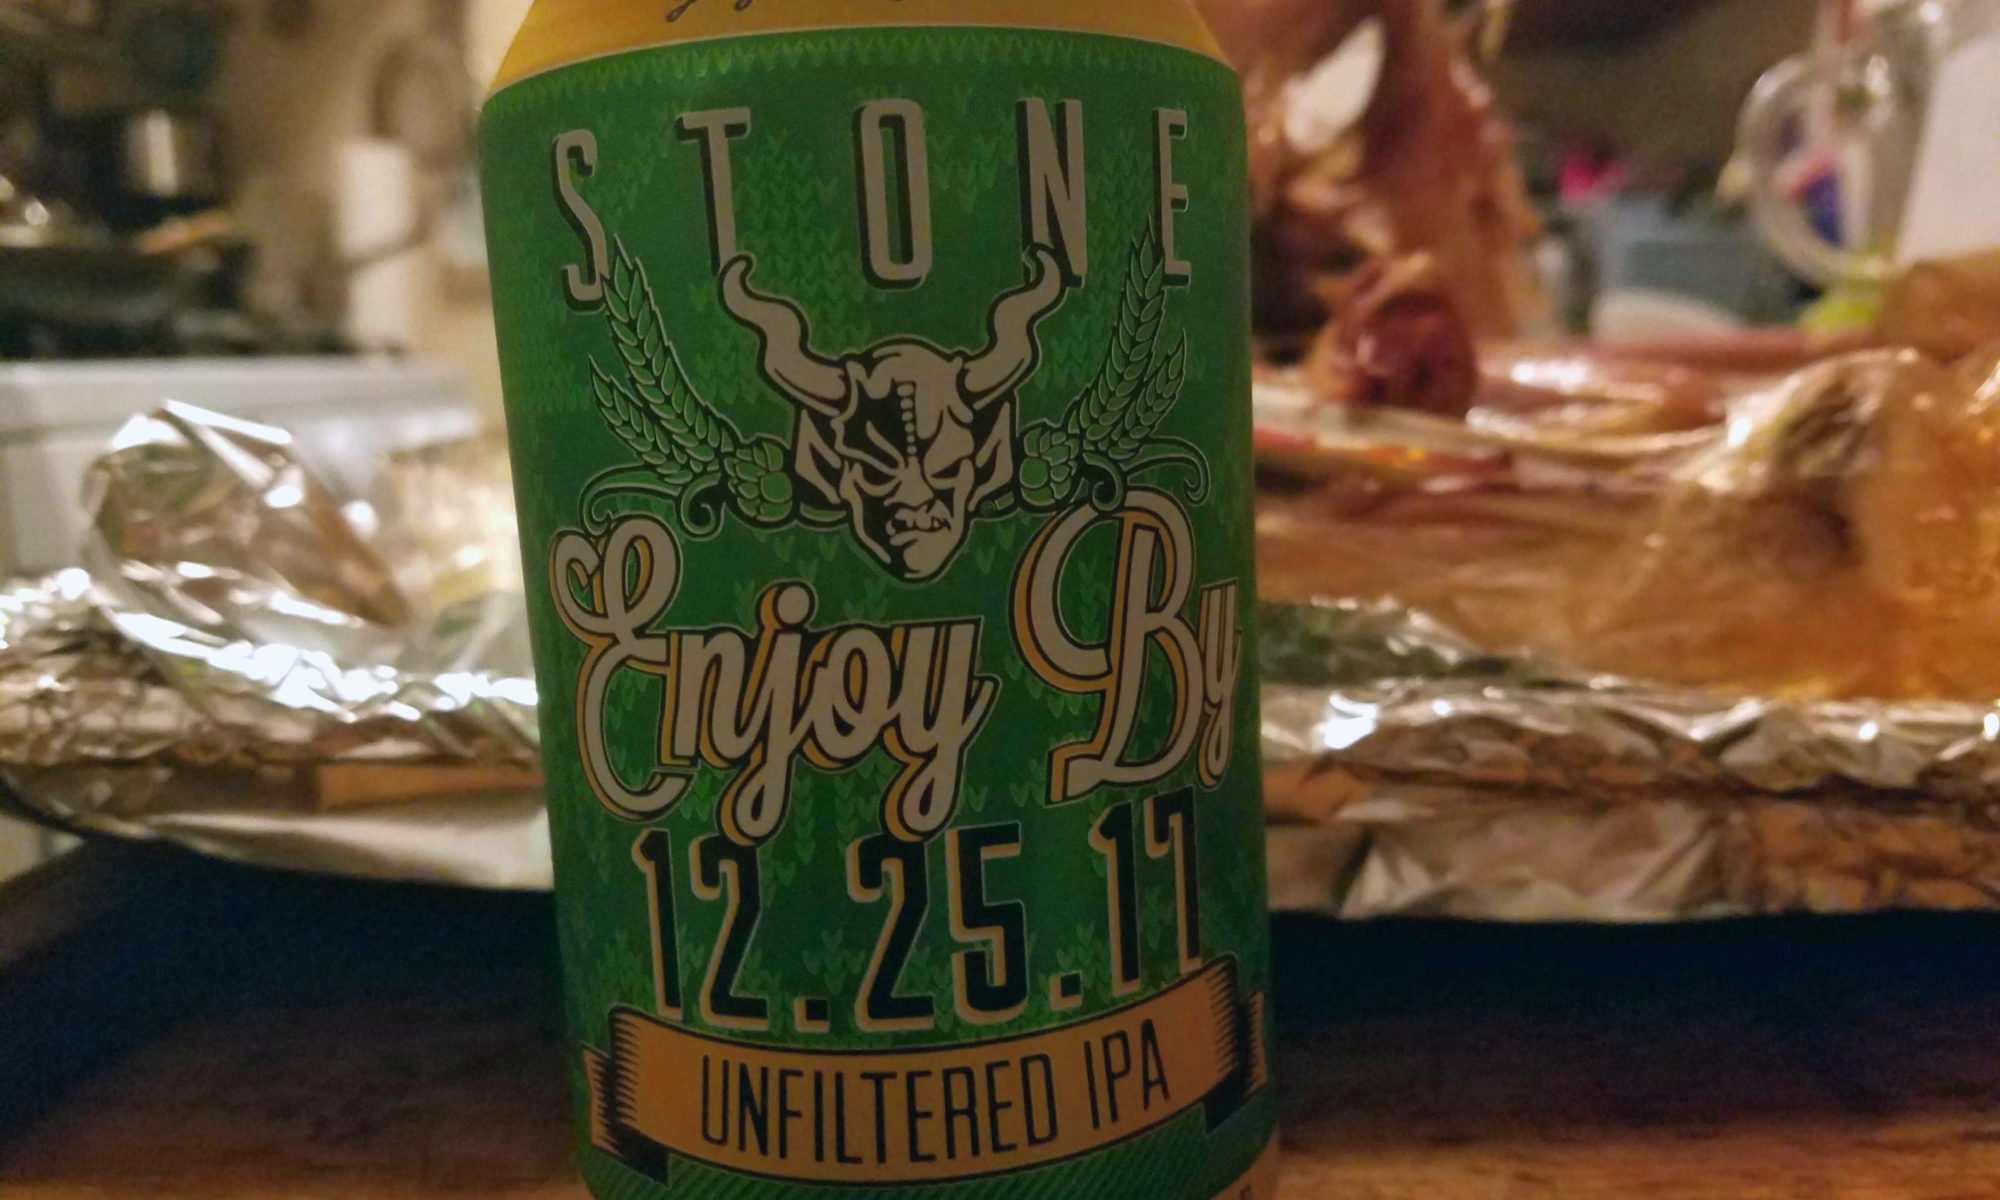 STONE
Enjoy By
12.25.17
UNFILTERED IPA